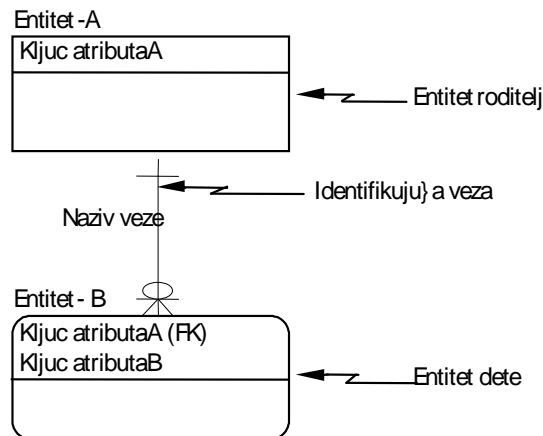 Entitet -A
Kljuc atributaA
Entitet roditelj
Identifikuju} a veza
Naziv veze
Entitet - B
Kljuc atributaA (FK)
Kljuc atributaB
Entitet dete